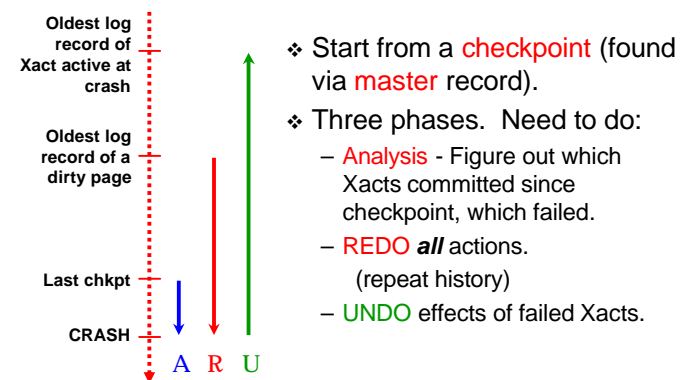 Oldest log
record of
Xact active at
crash
Oldest log
record of a
dirty page
Last chkpt
CRASH
A R U
❖ Start from a checkpoint (found
via master record).
❖ Three phases. Need to do:
– Analysis - Figure out which
Xacts committed since
checkpoint, which failed.
– REDO all actions.
(repeat history)
– UNDO effects of failed Xacts.